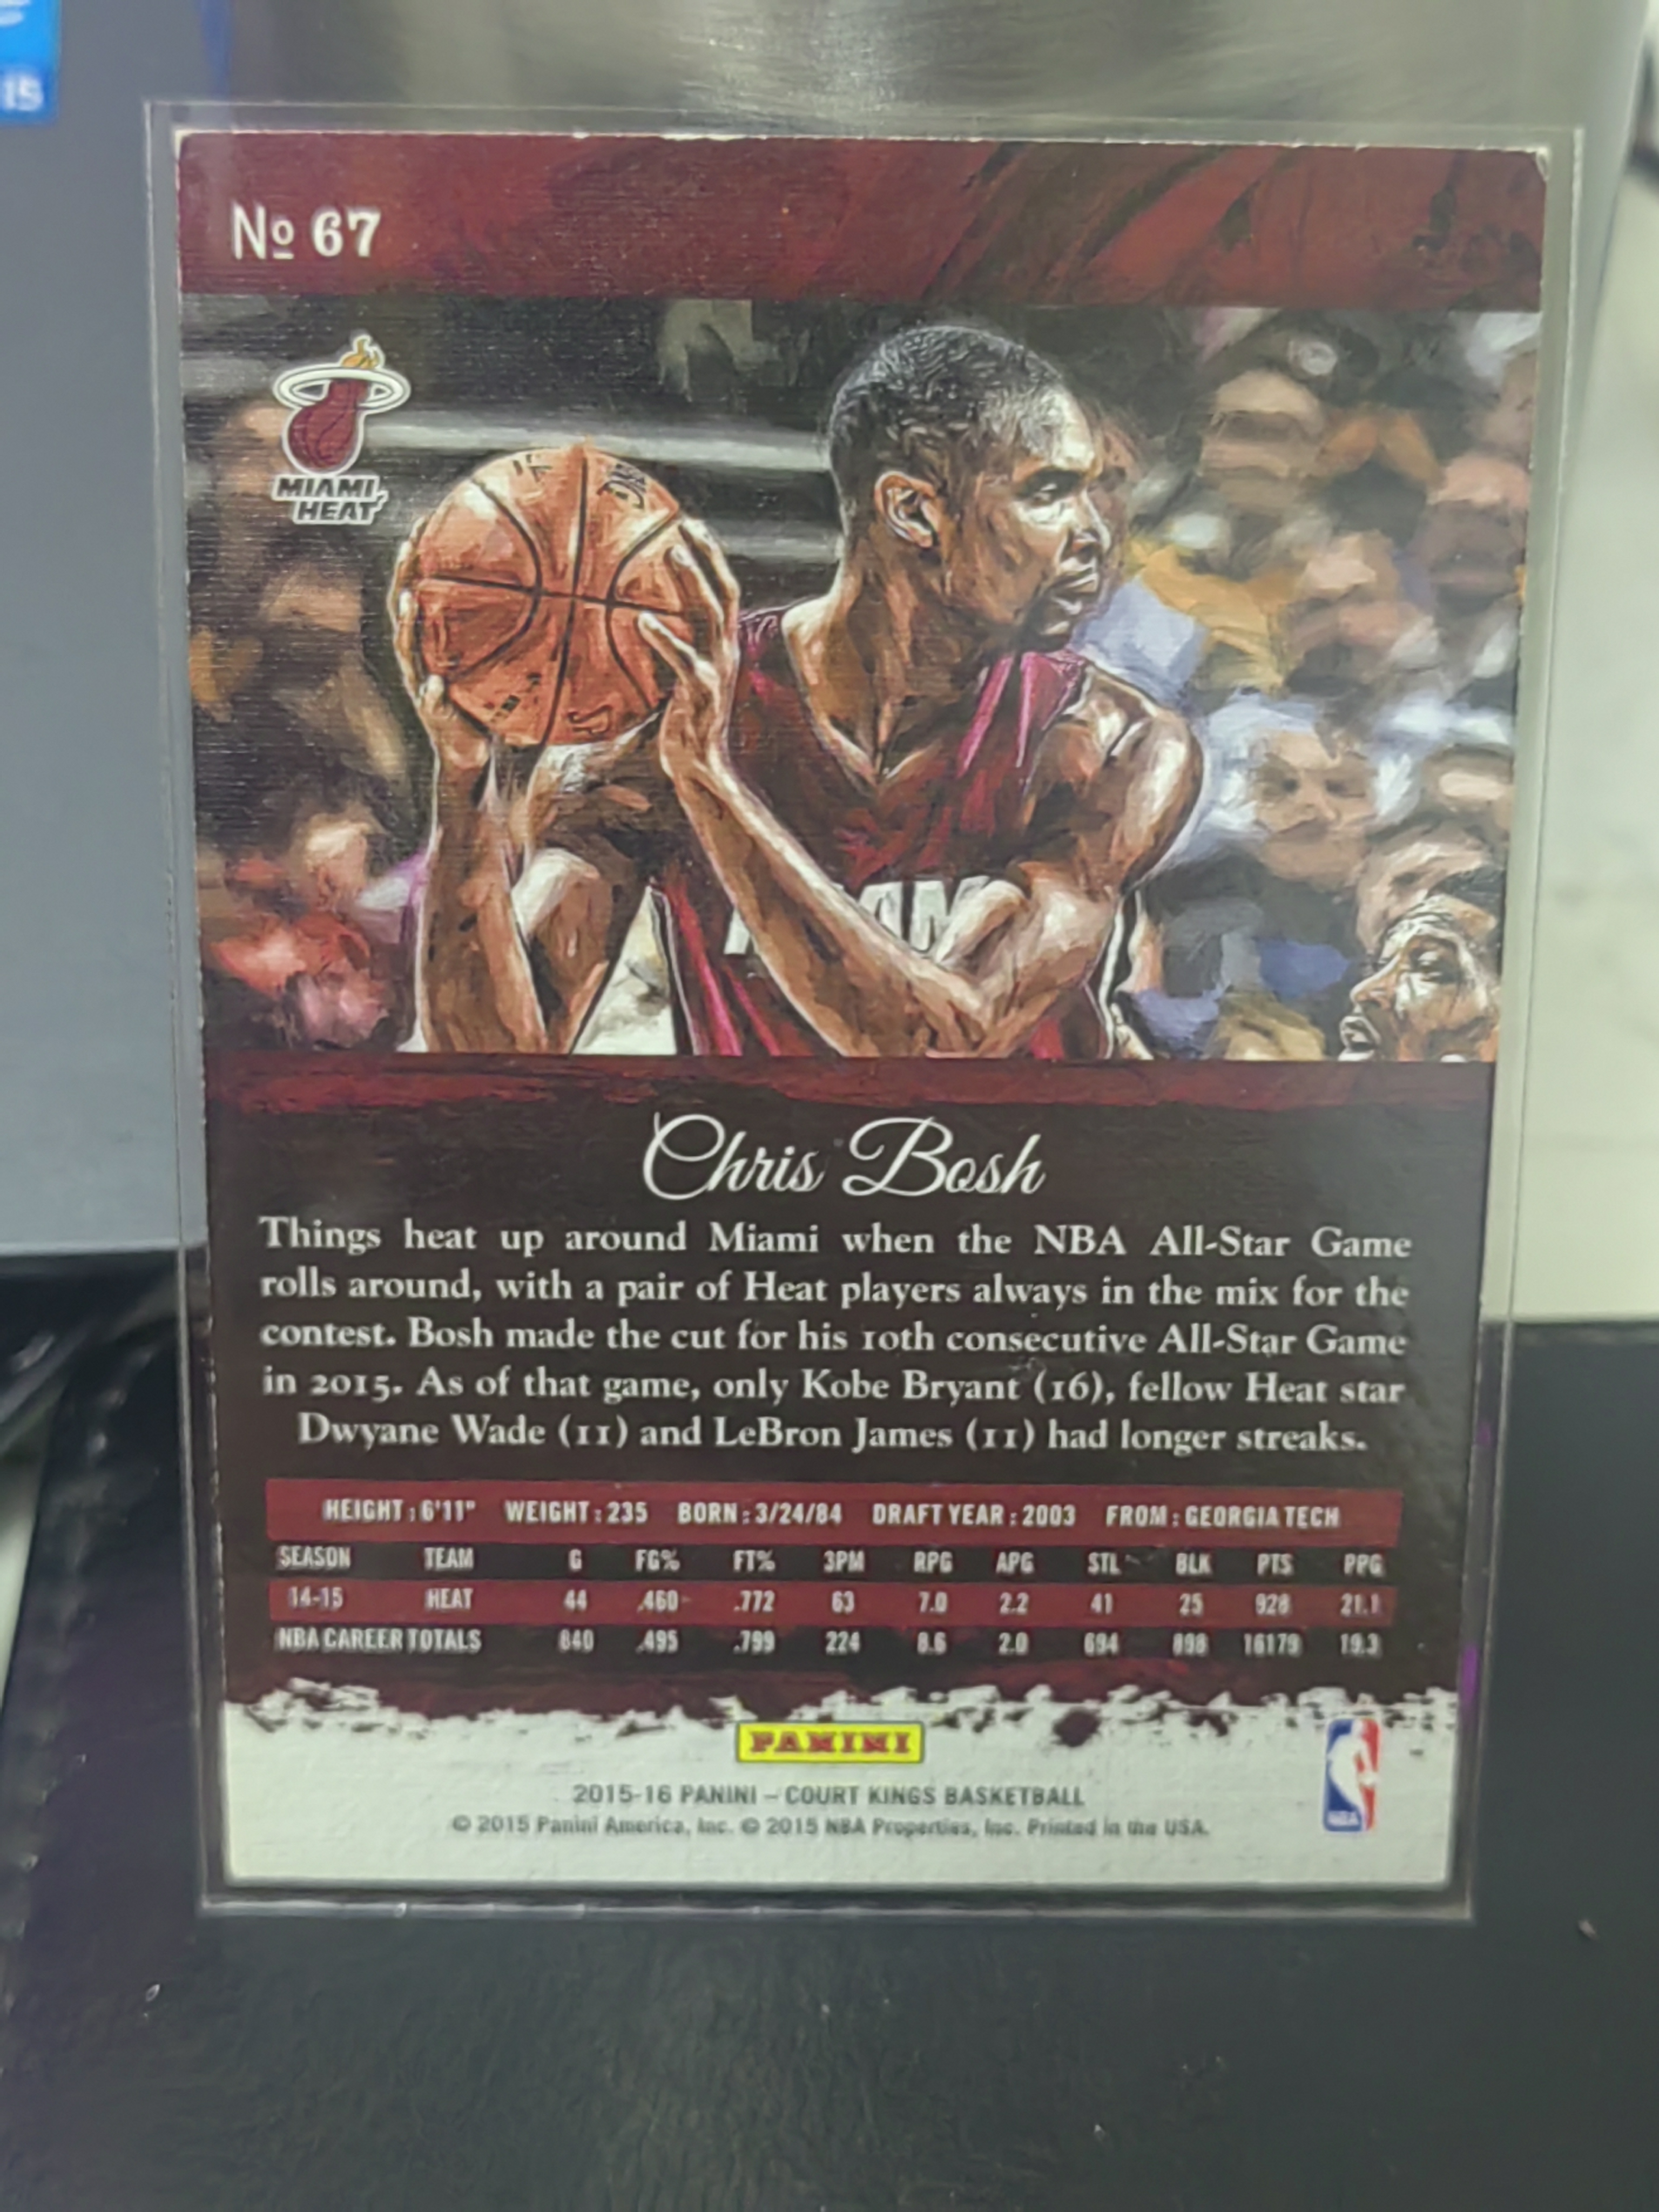 15
No 67
MIAMI
HEAT
Chris Bosh
Things heat up around Miami when the NBA All-Star Game
rolls around, with a pair of Heat players always in the mix for the
contest. Bosh made the cut for his 10th consecutive All-Star Game
in 2015. As of that game, only Kobe Bryant (16), fellow Heat star
Dwyane Wade (11) and LeBron James (11) had longer streaks.
HEIGHT : 6'11" WEIGHT : 235 BORN : 3/24/84 DRAFT YEAR : 2003 FROM : GEORGIA TECH
SEASON TEAM G FG% FT% 3PM RPG APG STL BLK PTS PPG
14-15 HEAT 44 .460 .772 63 7.0 2.2 41 25 928 21.1
NBA CAREER TOTALS 840 .495 .799 224 8.6 2.0 694 898 16179 19.3
PANINI
2015-16 PANINI – COURT KINGS BASKETBALL
© 2015 Panini America, Inc. © 2015 NBA Properties, Inc. Printed in the USA.
NBA